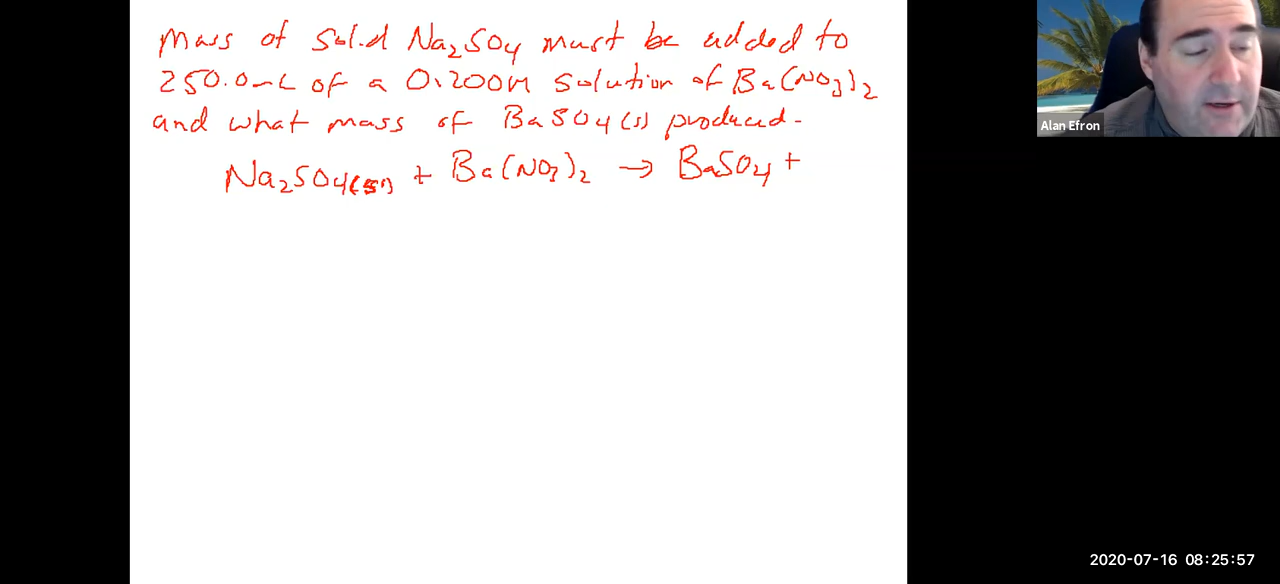 Mass of Solid Na₂SO₄ must be added to
250.0mL of a 0.200M solution of Ba(NO₃)₂
and what mass of BaSO₄(s) produced.
Na₂SO₄(s) + Ba(NO₃)₂ → BaSO₄ +
Alan Efron
2020-07-16 08:25:57